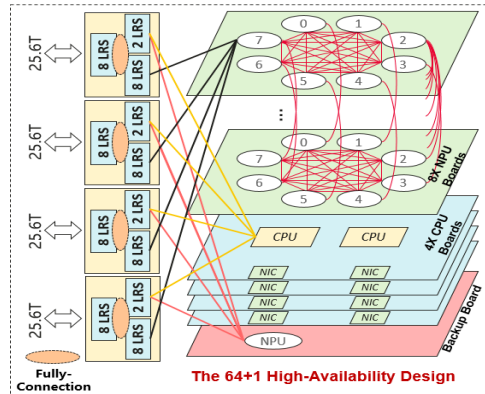 25.6T
8 LRS
2 LRS
8 LRS
25.6T
8 LRS
2 LRS
8 LRS
25.6T
8 LRS
2 LRS
8 LRS
25.6T
8 LRS
2 LRS
8 LRS
Fully-
Connection
0 1
7 2
6 3
5 4
...
0 1
7 2
6 3
5 4
8X NPU
Boards
CPU CPU
4X CPU
Boards
NIC NIC
NIC NIC
NIC NIC
NIC NIC
NPU
Backup Board
The 64+1 High-Availability Design